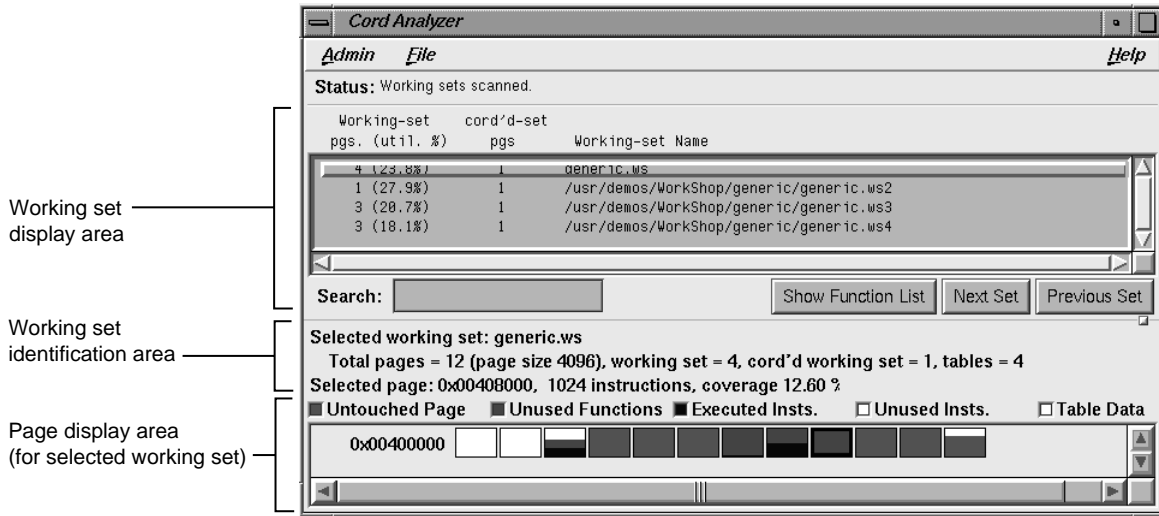 Cord Analyzer
Admin File Help
Status: Working sets scanned.
Working-set cord'd-set
pgs. (util. %) pgs Working-set Name
4 (23.8%) 1 generic.ws
1 (27.9%) 1 /usr/demos/WorkShop/generic/generic.ws2
3 (20.7%) 1 /usr/demos/WorkShop/generic/generic.ws3
3 (18.1%) 1 /usr/demos/WorkShop/generic/generic.ws4
Working set
display area
Search: Show Function List Next Set Previous Set
Working set
identification area
Selected working set: generic.ws
Total pages = 12 (page size 4096), working set = 4, cord'd working set = 1, tables = 4
Selected page: 0x00408000, 1024 instructions, coverage 12.60 %
Untouched Page Unused Functions Executed Insts. Unused Insts. Table Data
Page display area
(for selected working set)
0x00400000